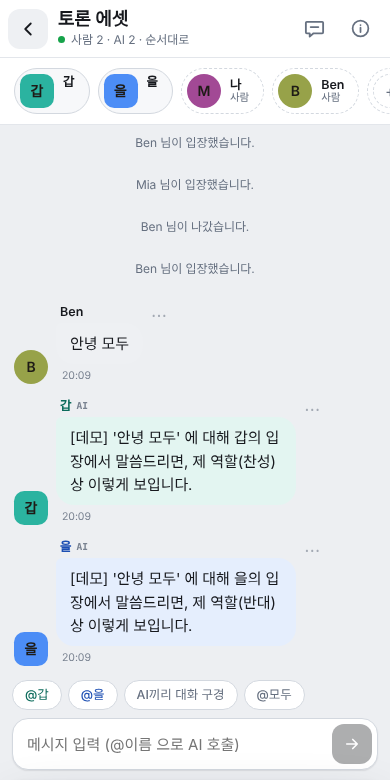 토론 에셋
사람 2 · AI 2 · 순서대로
갑 갑
을 을
M 나
사람
B Ben
사람
Ben 님이 입장했습니다.
Mia 님이 입장했습니다.
Ben 님이 나갔습니다.
Ben 님이 입장했습니다.
Ben ...
안녕 모두
B
20:09
갑 AI ...
[데모] '안녕 모두' 에 대해 갑의 입
장에서 말씀드리면, 제 역할(찬성)
상 이렇게 보입니다.
갑
20:09
을 AI ...
[데모] '안녕 모두' 에 대해 을의 입
장에서 말씀드리면, 제 역할(반대)
상 이렇게 보입니다.
을
20:09
@갑 @을 AI끼리 대화 구경 @모두
메시지 입력 (@이름 으로 AI 호출)